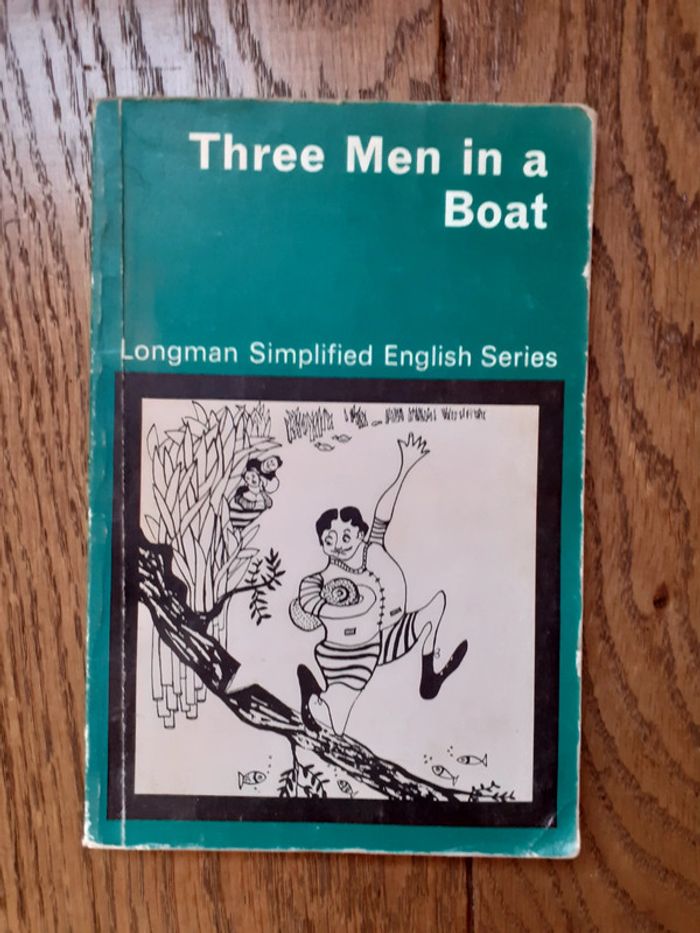 Three Men in a
Boat
Longman Simplified English Series